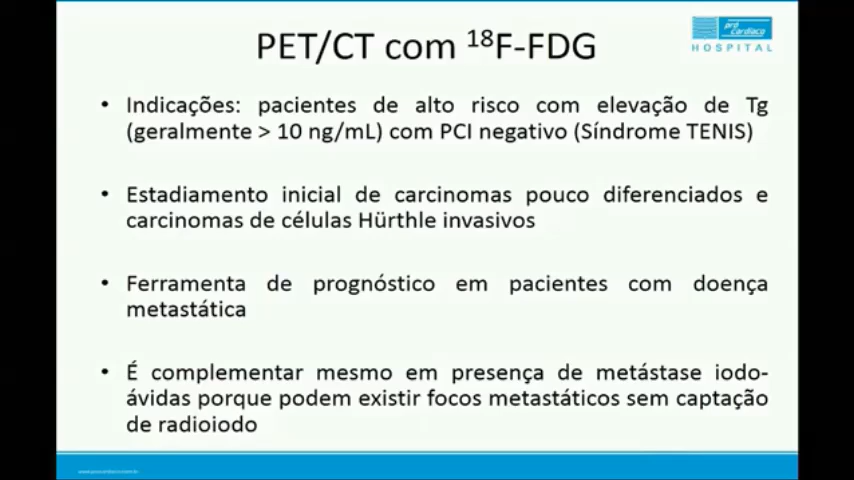 PET/CT com ¹⁸F-FDG
pró
cardíaco
HOSPITAL
• Indicações: pacientes de alto risco com elevação de Tg
(geralmente > 10 ng/mL) com PCI negativo (Síndrome TENIS)
• Estadiamento inicial de carcinomas pouco diferenciados e
carcinomas de células Hürthle invasivos
• Ferramenta de prognóstico em pacientes com doença
metastática
• É complementar mesmo em presença de metástase iodo-
ávidas porque podem existir focos metastáticos sem captação
de radioiodo